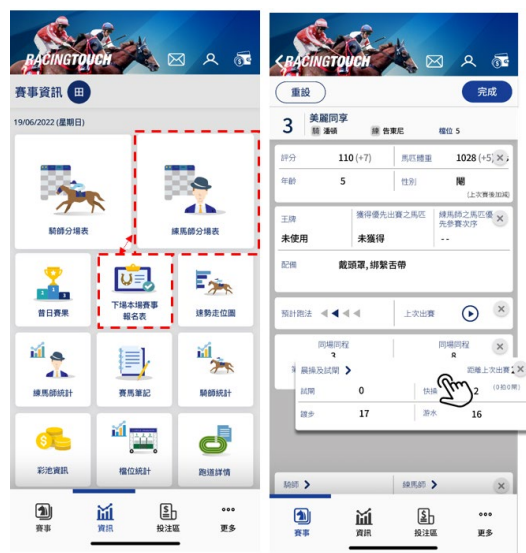 RACINGTOUCH
賽事資訊
19/06/2022 (星期日)
騎師分場表
練馬師分場表
昔日賽果
下場本場賽事
報名表
速勢走位圖
練馬師統計
賽馬筆記
騎師統計
彩池資訊
檔位統計
跑道詳情
賽事
資訊
投注區
更多
RACINGTOUCH
重設
完成
3 美麗同享
騎 潘頓 練 告東尼 檔位 5
評分 110 (+7) 馬匹體重 1028 (+5)
年齡 5 性別 閹
(上次賽後加減)
王牌 獲得優先出賽之馬匹 練馬師之馬匹優
先參賽次序
未使用 未獲得 --
配備 戴頭罩, 綁繫舌帶
預計跑法 上次出賽
同場同程 同場同程
3 8
晨操及試閘 距離上次出賽
試閘 0 快操 2
踱步 17 游水 16
騎師 練馬師
賽事
資訊
投注區
更多